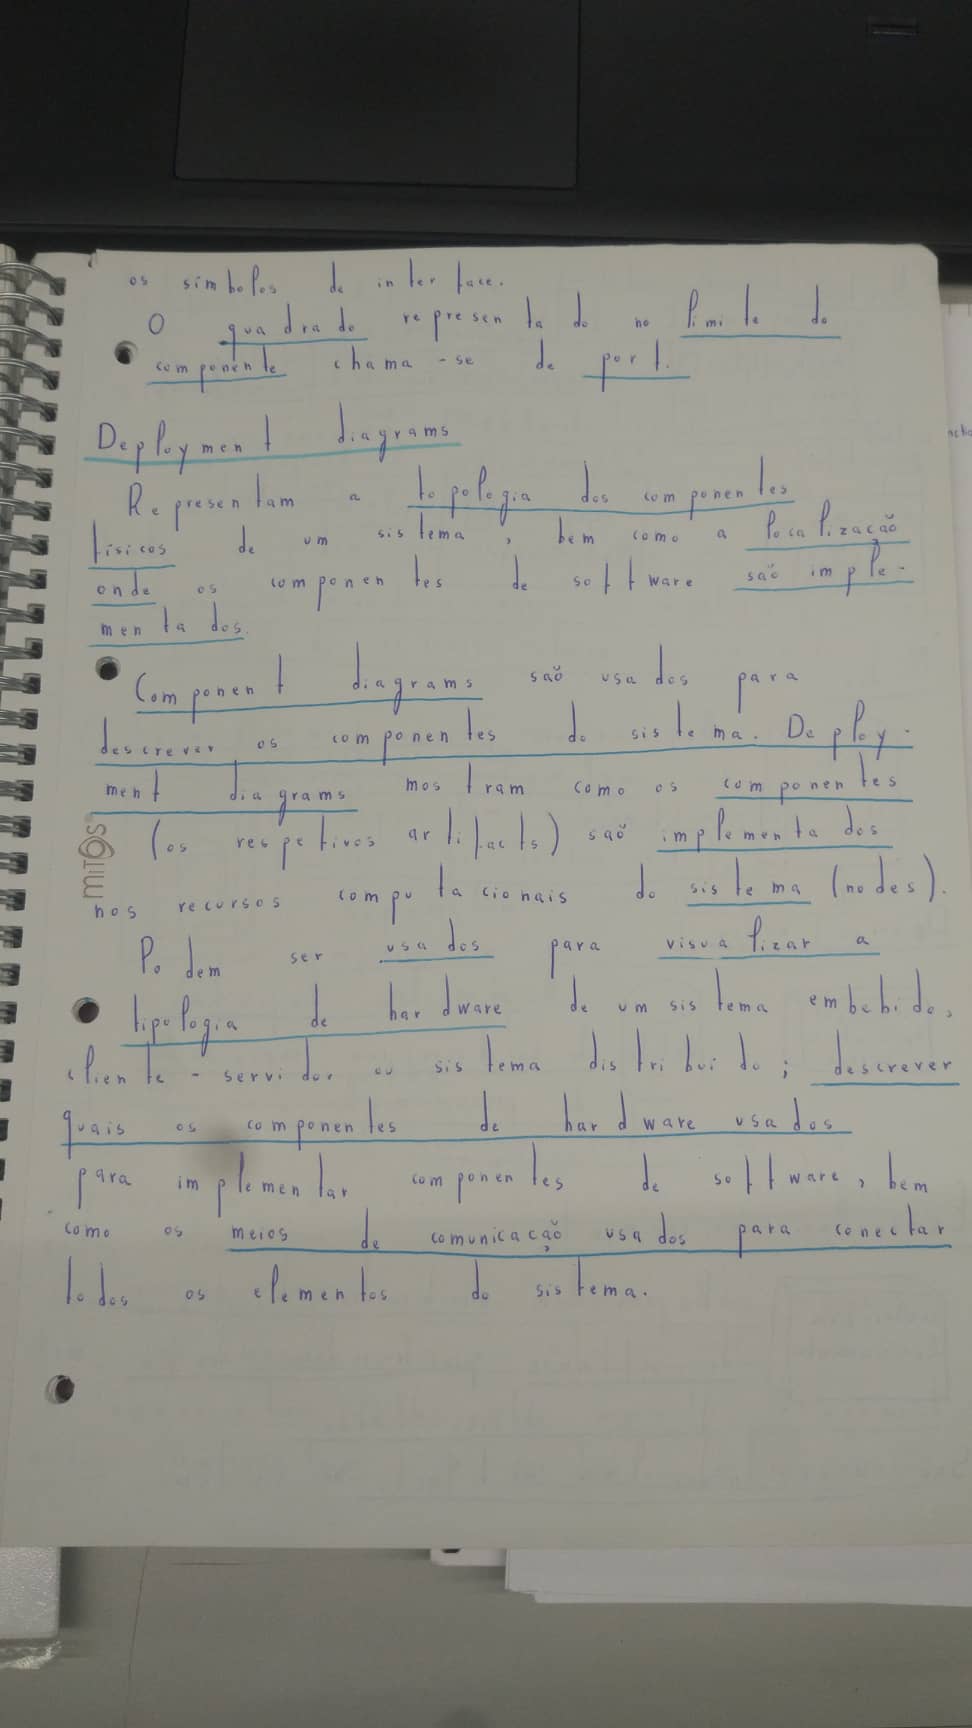 os símbolos de interface.
O quadrado representado no limite do
componente chama-se de port.
Deployment diagrams
Representam a topologia dos componentes
físicos de um sistema, bem como a localização
onde os componentes de software são imple-
mentados.
Component diagrams são usados para
descrever os componentes do sistema. Deploy-
ment diagrams mostram como os componentes
(os respetivos artifacts) são implementados
nos recursos computacionais do sistema (nodes).
Podem ser usados para visualizar a
tipologia de hardware de um sistema embebido,
cliente-servidor ou sistema distribuido; descrever
quais os componentes de hardware usados
para implementar componentes de software, bem
como os meios de comunicação usados para conectar
todos os elementos do sistema.
MITOS